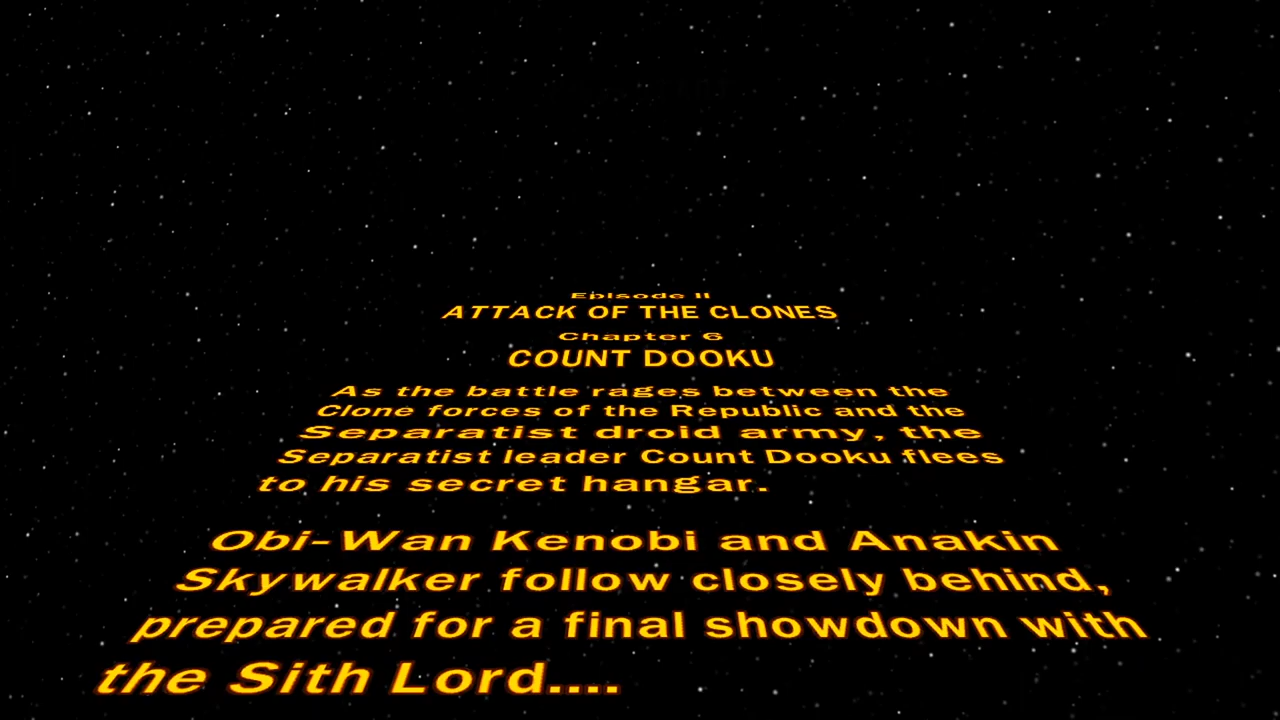 Episode II
ATTACK OF THE CLONES
Chapter 6
COUNT DOOKU
As the battle rages between the
Clone forces of the Republic and the
Separatist droid army, the
Separatist leader Count Dooku flees
to his secret hangar.
Obi-Wan Kenobi and Anakin
Skywalker follow closely behind,
prepared for a final showdown with
the Sith Lord....